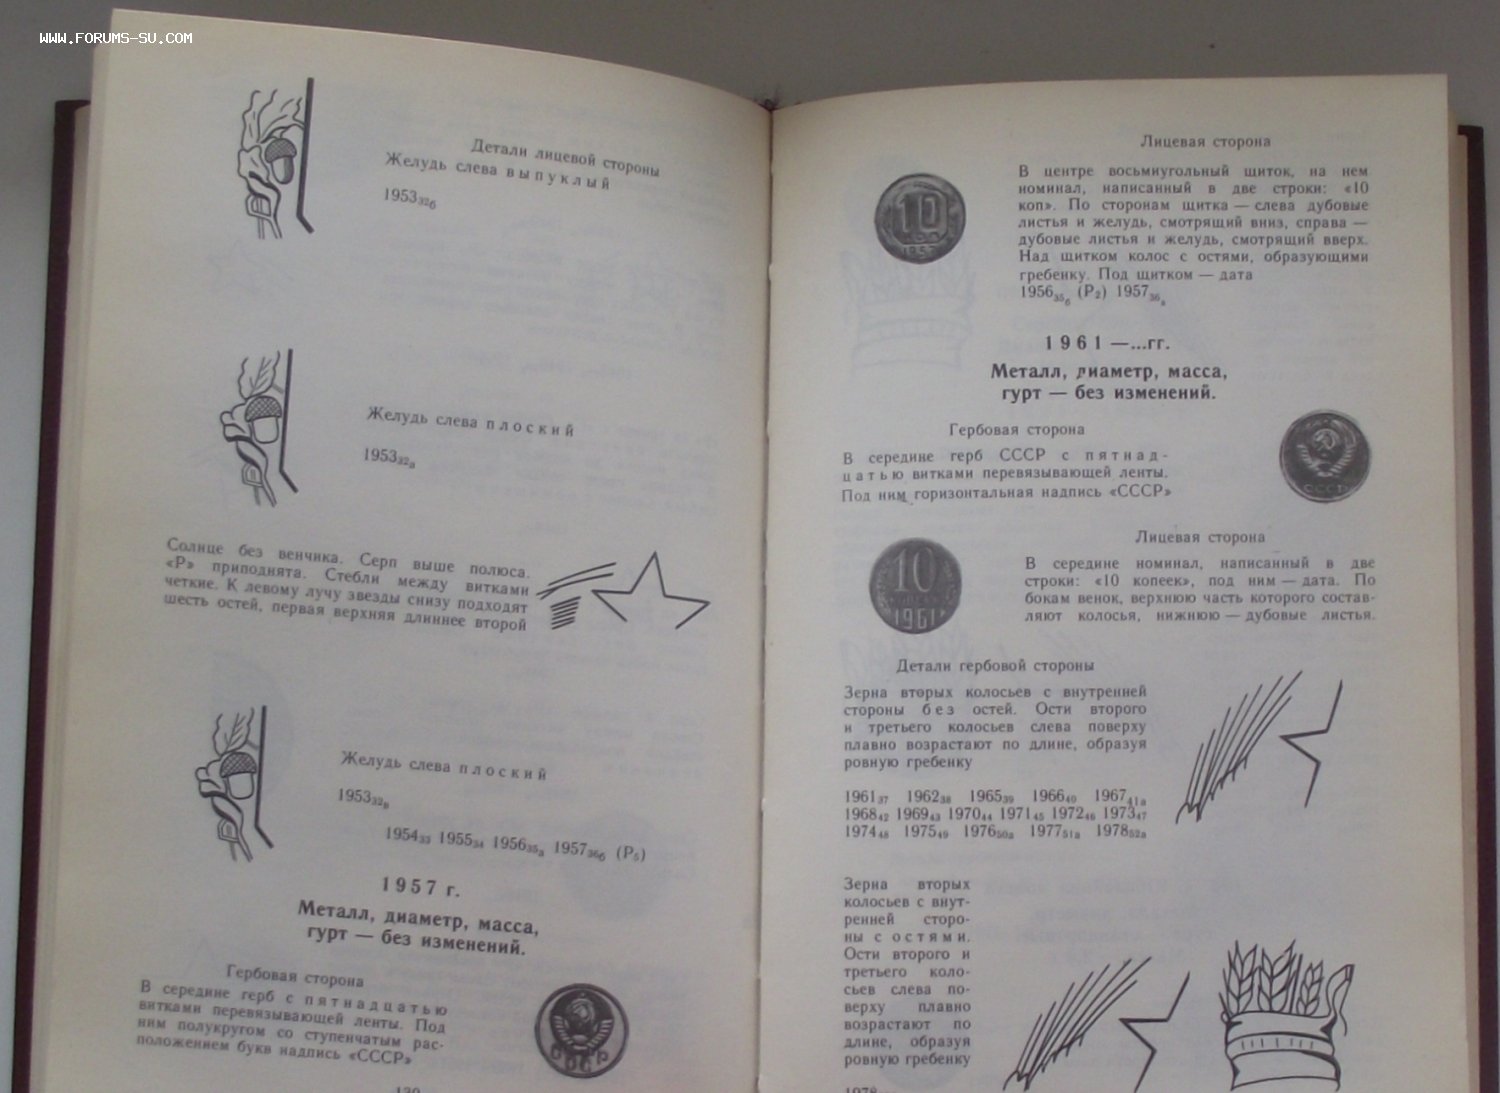 WWW.FORUMS-SU.COM
Детали лицевой стороны
Желудь слева выпуклый
1953₃₂б
Желудь слева плоский
1953₃₂а
Солнце без венчика. Серп выше полюса.
«Р» приподнята. Стебли между витками
четкие. К левому лучу звезды снизу подходят
шесть остей, первая верхняя длиннее второй
Желудь слева плоский
1953₃₂в
1954₃₃ 1955₃₄ 1956₃₅а 1957₃₆б (Р₅)
1957 г.
Металл, диаметр, масса,
гурт — без изменений.
Гербовая сторона
В середине герб с пятнадцатью
витками перевязывающей ленты. Под
ним полукругом со ступенчатым рас-
положением букв надпись «СССР»
СССР
130
Лицевая сторона
10
1957
В центре восьмиугольный щиток, на нем
номинал, написанный в две строки: «10
коп». По сторонам щитка — слева дубовые
листья и желудь, смотрящий вниз, справа —
дубовые листья и желудь, смотрящий вверх.
Над щитком колос с остями, образующими
гребенку. Под щитком — дата
1956₃₅б (Р₂) 1957₃₆а
1961 —...гг.
Металл, диаметр, масса,
гурт — без изменений.
Гербовая сторона
В середине герб СССР с пятнад-
цатью витками перевязывающей ленты.
Под ним горизонтальная надпись «СССР»
СССР
Лицевая сторона
10
1961
В середине номинал, написанный в две
строки: «10 копеек», под ним — дата. По
бокам венок, верхнюю часть которого состав-
ляют колосья, нижнюю — дубовые листья.
Детали гербовой стороны
Зерна вторых колосьев с внутренней
стороны без остей. Ости второго
и третьего колосьев слева поверху
плавно возрастают по длине, образуя
ровную гребенку
1961₃₇ 1962₃₈ 1965₃₉ 1966₄₀ 1967₄₁а
1968₄₂ 1969₄₃ 1970₄₄ 1971₄₅ 1972₄₆ 1973₄₇
1974₄₈ 1975₄₉ 1976₅₀а 1977₅₁а 1978₅₂а
Зерна вторых
колосьев с внут-
ренней сторо-
ны с остями.
Ости второго и
третьего коло-
сьев слева по-
верху плавно
возрастают по
длине, образуя
ровную гребенку
1978